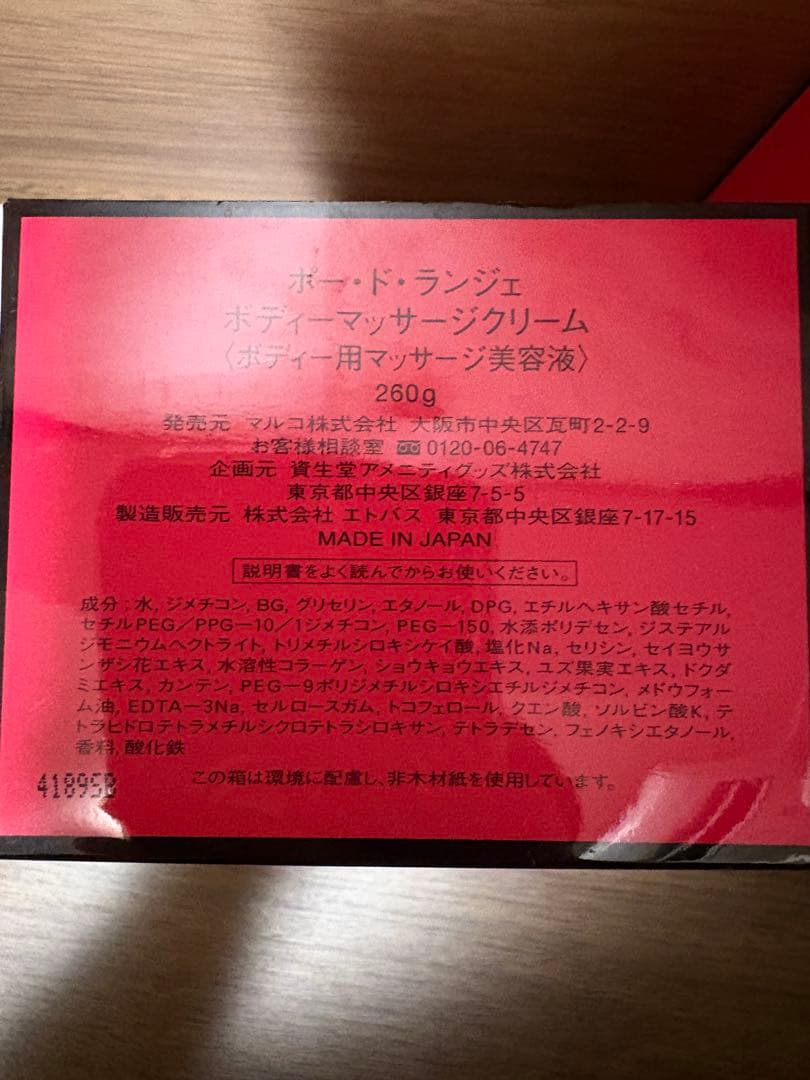 ポー・ド・ランジェ
ボディーマッサージクリーム
〈ボディー用マッサージ美容液〉
260g
発売元 マルコ株式会社 大阪市中央区瓦町2-2-9
お客様相談室 0120-06-4747
企画元 資生堂アメニティグッズ株式会社
東京都中央区銀座7-5-5
製造販売元 株式会社 エトバス 東京都中央区銀座7-17-15
MADE IN JAPAN
説明書をよく読んでからお使いください。
成分：水, ジメチコン, BG, グリセリン, エタノール, DPG, エチルヘキサン酸セチル,
セチルPEG／PPG－10／1ジメチコン, PEG－150, 水添ポリデセン, ジステアル
ジモニウムヘクトライト, トリメチルシロキシケイ酸, 塩化Na, セリシン, セイヨウサ
ンザシ花エキス, 水溶性コラーゲン, ショウキョウエキス, ユズ果実エキス, ドクダ
ミエキス, カンテン, PEG－9ポリジメチルシロキシエチルジメチコン, メドウフォー
ム油, EDTA－3Na, セルロースガム, トコフェロール, クエン酸, ソルビン酸K, テ
トラヒドロテトラメチルシクロテトラシロキサン, テトラデセン, フェノキシエタノール,
香料, 酸化鉄
41895B
この箱は環境に配慮し、非木材紙を使用しています。